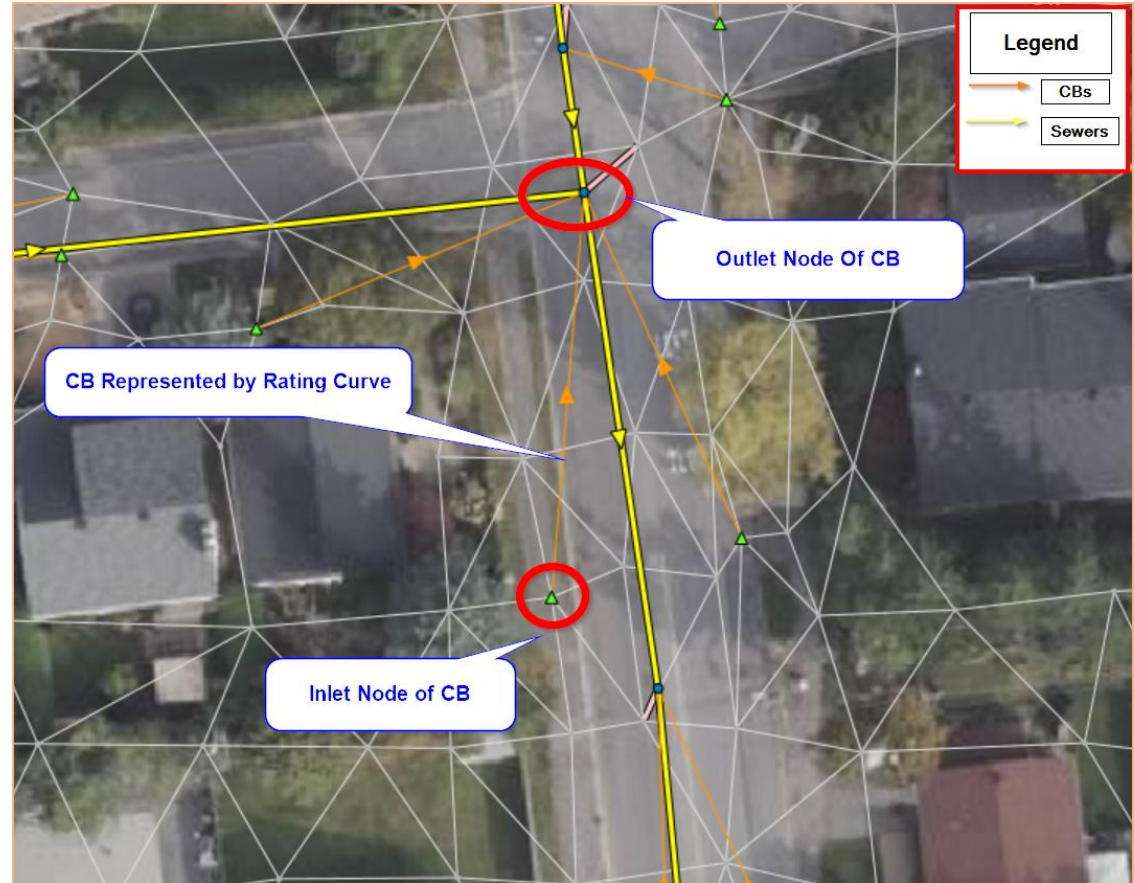 Legend
CBs
Sewers
Outlet Node Of CB
CB Represented by Rating Curve
Inlet Node of CB